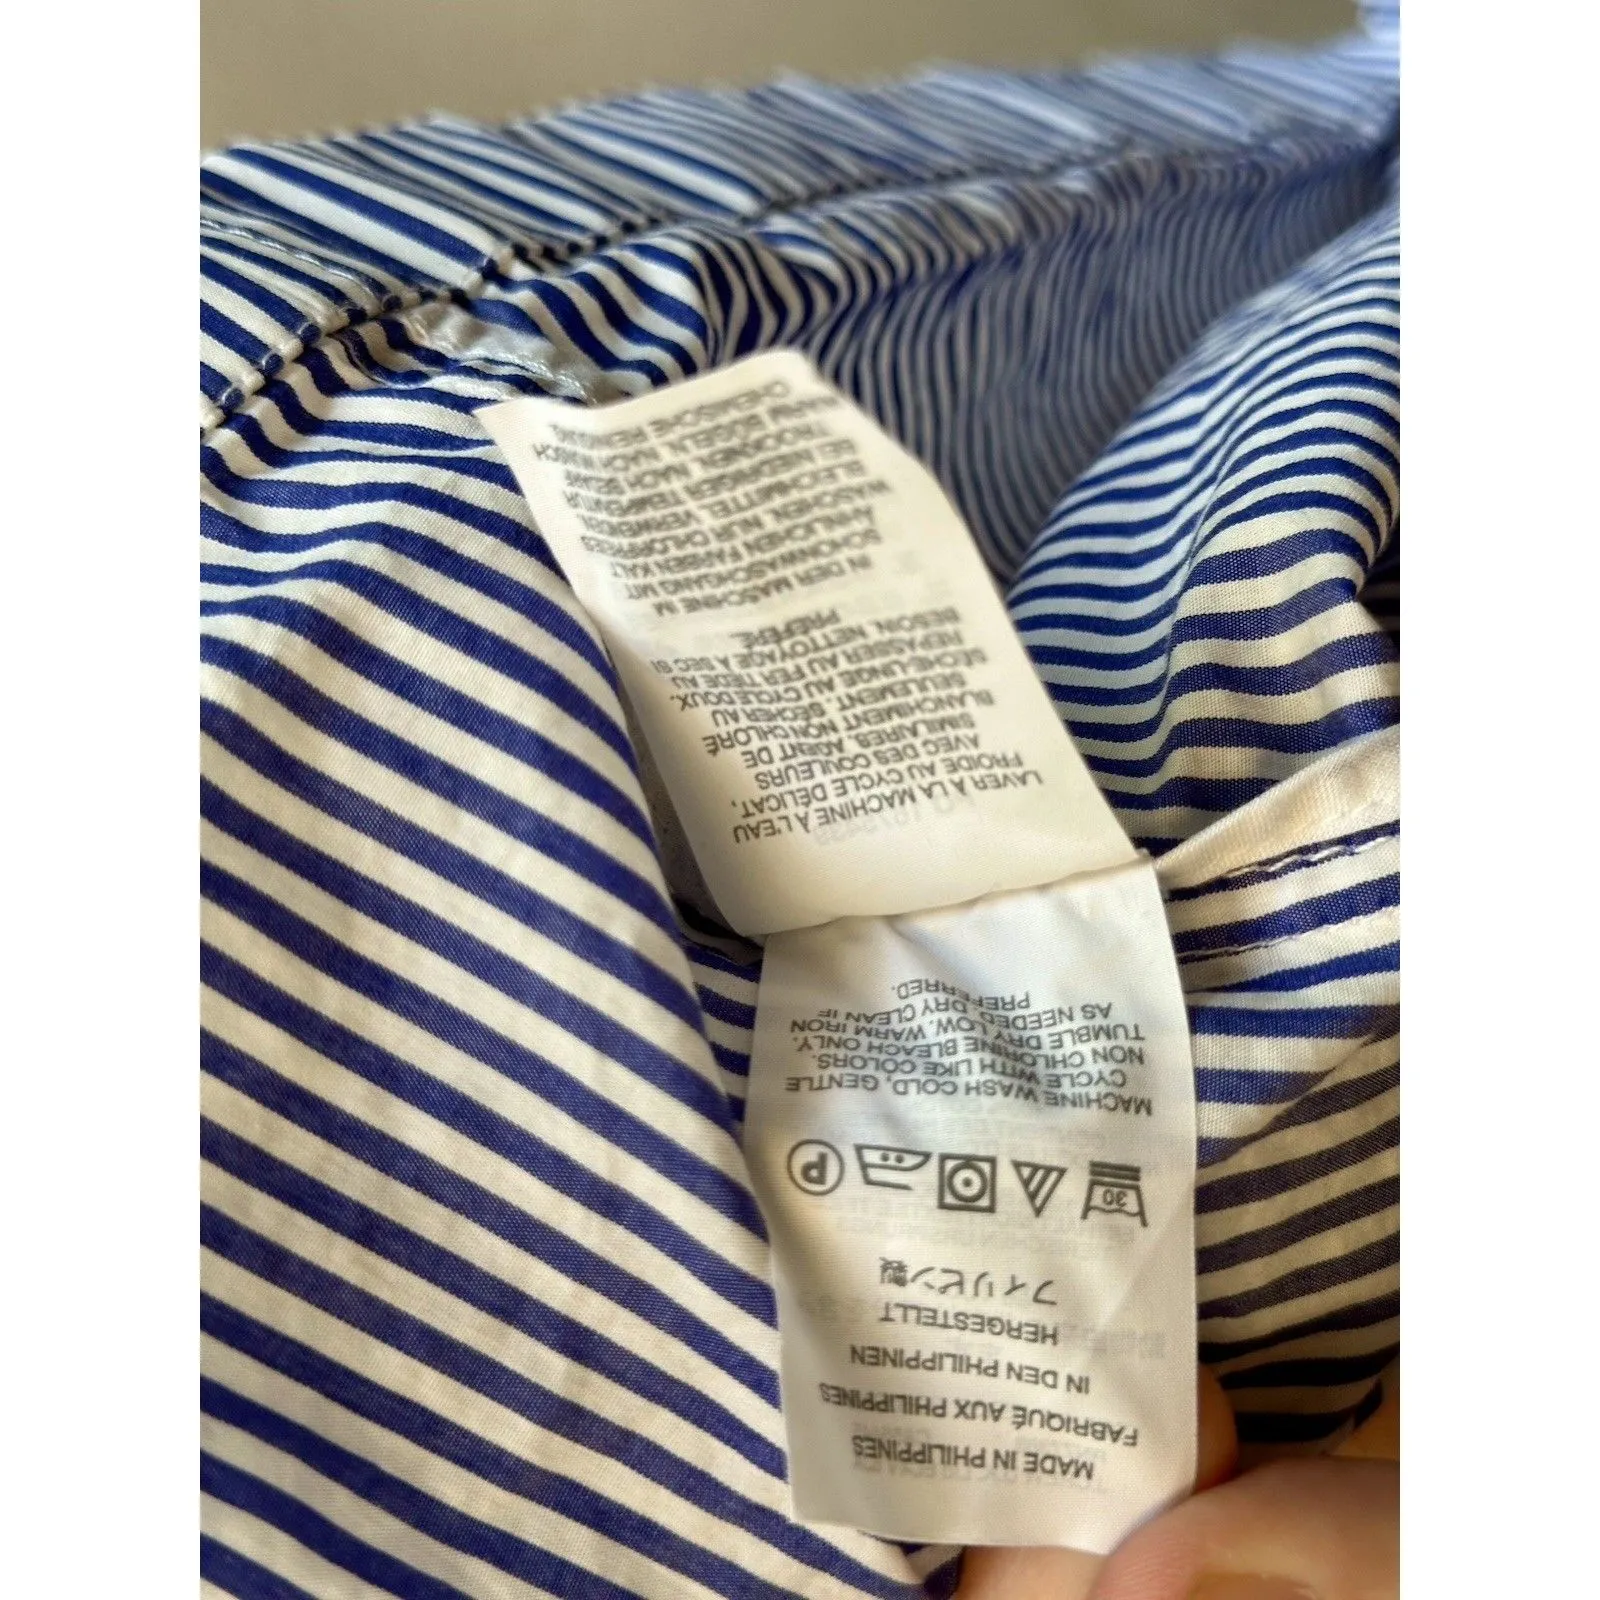 MADE IN PHILIPPINES
FABRIQUÉ AUX PHILIPPINES
IN DEN PHILIPPINEN
HERGESTELLT
フィリピン製
30
P
MACHINE WASH COLD, GENTLE
CYCLE WITH LIKE COLORS.
NON CHLORINE BLEACH ONLY.
TUMBLE DRY LOW. WARM IRON
AS NEEDED. DRY CLEAN IF
PREFERRED.
LAVER À LA MACHINE À L'EAU
FROIDE AU CYCLE DÉLICAT,
AVEC DES COULEURS
SIMILAIRES. AGENT DE
BLANCHIMENT NON CHLORÉ
SEULEMENT. SÉCHER AU
SÈCHE-LINGE AU CYCLE DOUX.
REPASSER AU FER TIÈDE AU
BESOIN. NETTOYAGE À SEC SI
PRÉFÉRÉ.
IN DER MASCHINE IM
SCHONWASCHGANG MIT
ÄHNLICHEN FARBEN KALT
WASCHEN. NUR CHLORFREIES
BLEICHMITTEL VERWENDEN.
BEI NIEDRIGER TEMPERATUR
TROCKNEN. NACH BEDARF
WARM BÜGELN. NACH WUNSCH
CHEMISCHE REINIGUNG.